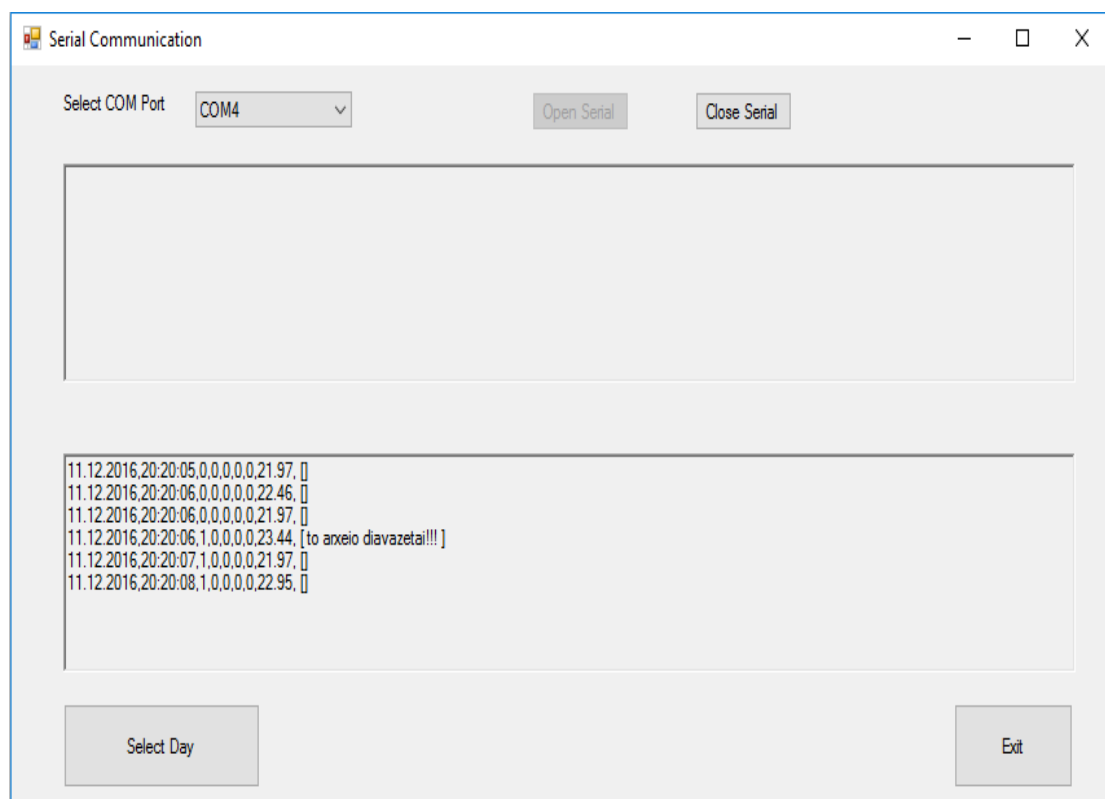 Serial Communication
Select COM Port COM4 Open Serial Close Serial
11.12.2016,20:20:05,0,0,0,0,0,21.97, []
11.12.2016,20:20:06,0,0,0,0,0,22.46, []
11.12.2016,20:20:06,0,0,0,0,0,21.97, []
11.12.2016,20:20:06,1,0,0,0,0,23.44, [ to arxeio diavazetai!!! ]
11.12.2016,20:20:07,1,0,0,0,0,21.97, []
11.12.2016,20:20:08,1,0,0,0,0,22.95, []
Select Day Exit